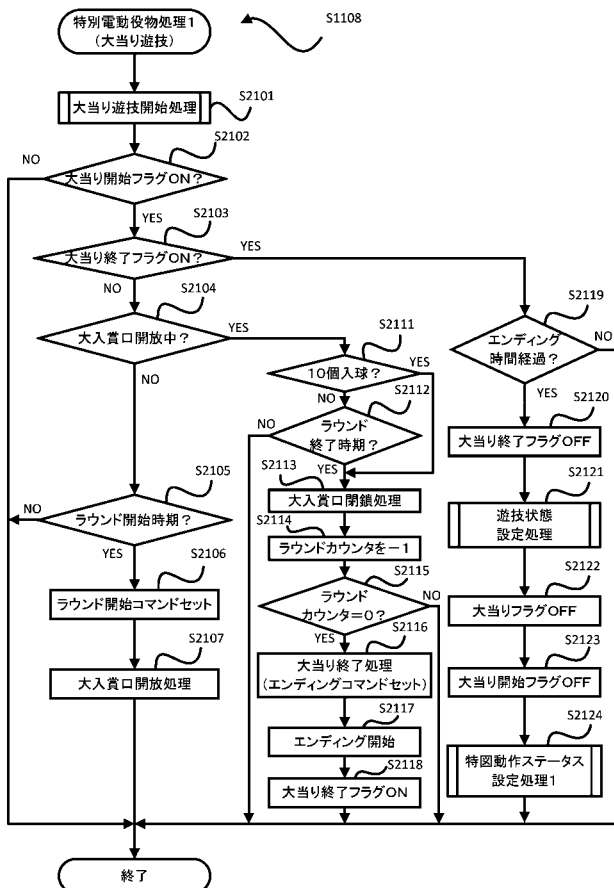 特別電動役物処理1
(大当り遊技)
S1108
大当り遊技開始処理
S2101
S2102
NO
大当り開始フラグON?
YES
S2103
大当り終了フラグON?
YES
NO
S2104
大入賞口開放中?
YES
NO
S2105
NO
ラウンド開始時期?
YES
S2106
ラウンド開始コマンドセット
S2107
大入賞口開放処理
S2111
10個入球?
YES
NO
S2112
NO
ラウンド
終了時期?
YES
S2113
大入賞口閉鎖処理
S2114
ラウンドカウンタを-1
S2115
ラウンド
カウンタ=0?
NO
YES
S2116
大当り終了処理
(エンディングコマンドセット)
S2117
エンディング開始
S2118
大当り終了フラグON
S2119
エンディング
時間経過?
NO
YES
S2120
大当り終了フラグOFF
S2121
遊技状態
設定処理
S2122
大当りフラグOFF
S2123
大当り開始フラグOFF
S2124
特図動作ステータス
設定処理1
終了